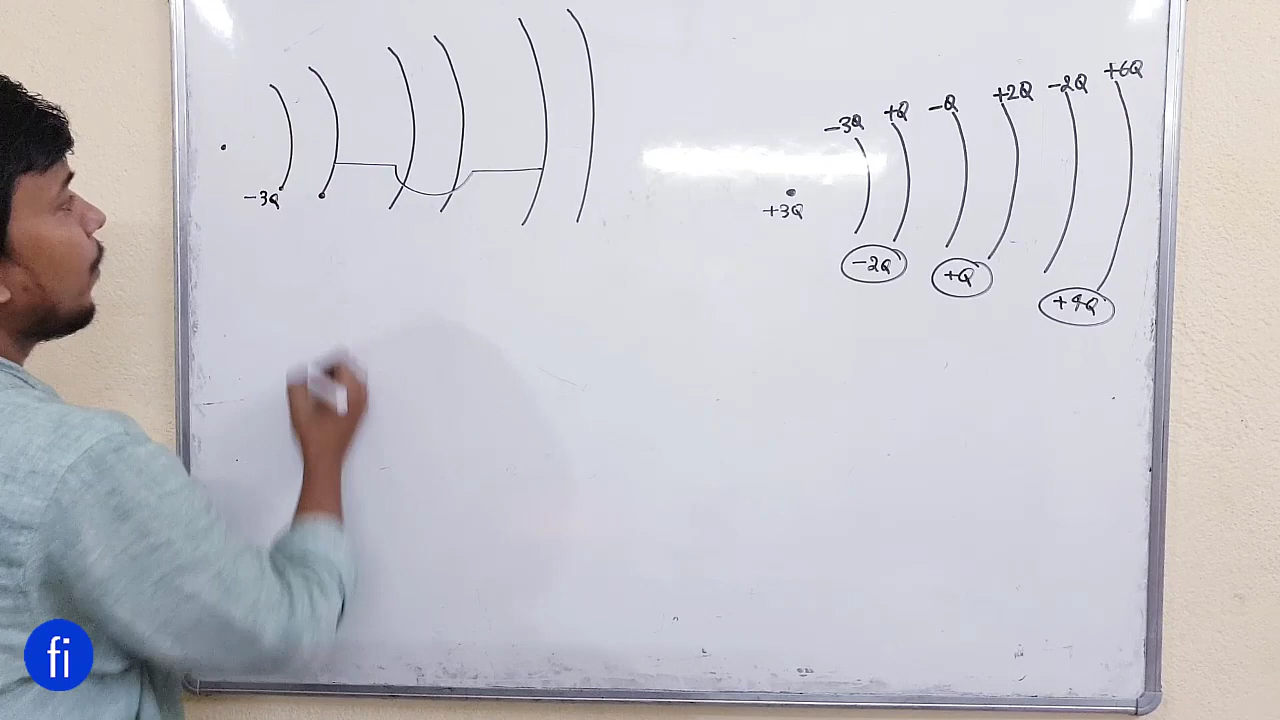 -3Q
-3Q +Q -Q +2Q -2Q +6Q
+3Q
-2Q +Q +4Q
fi